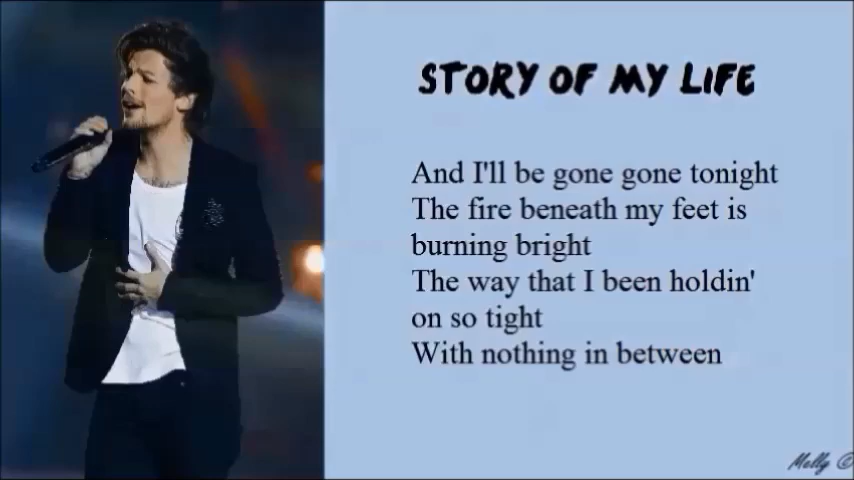 STORY OF MY LIFE
And I'll be gone gone tonight
The fire beneath my feet is
burning bright
The way that I been holdin'
on so tight
With nothing in between
Melly ©